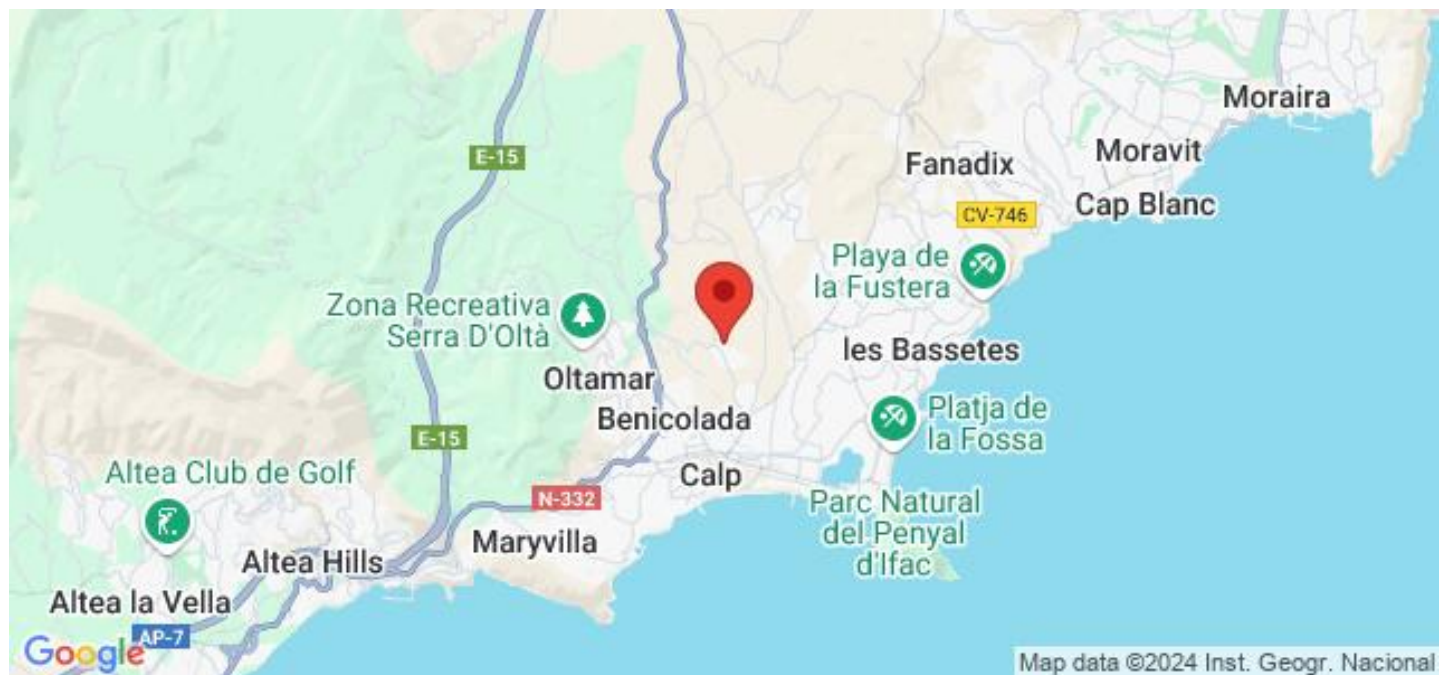 Moraira
Moravit
Fanadix
E-15
Cap Blanc
CV-746
Playa de
la Fustera
Zona Recreativa
Serra D'Oltà
les Bassetes
Oltamar
Benicolada
Platja de
la Fossa
E-15
Altea Club de Golf
Calp
N-332
Parc Natural
del Penyal
d'Ifac
Maryvilla
Altea Hills
Altea la Vella
AP-7
Google
Map data ©2024 Inst. Geogr. Nacional